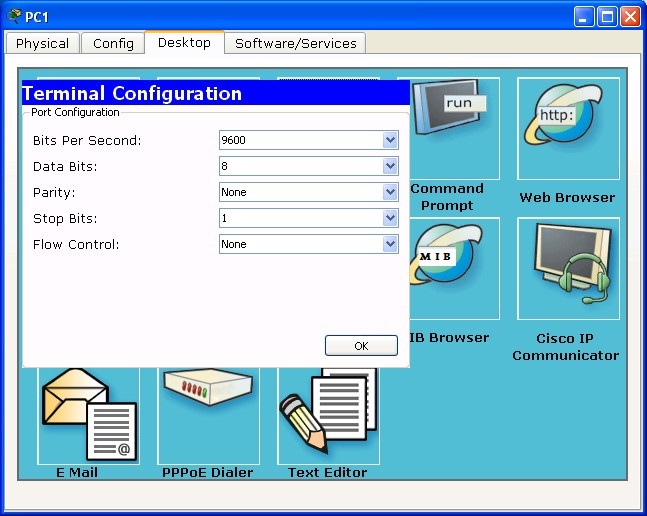 PC1
Physical Config Desktop Software/Services
Terminal Configuration
Port Configuration
Bits Per Second: 9600
Data Bits: 8
Parity: None
Stop Bits: 1
Flow Control: None
OK
run
Command
Prompt
http:
Web Browser
MIB
IB Browser
Cisco IP
Communicator
@
E Mail
PPPoE Dialer
Text Editor